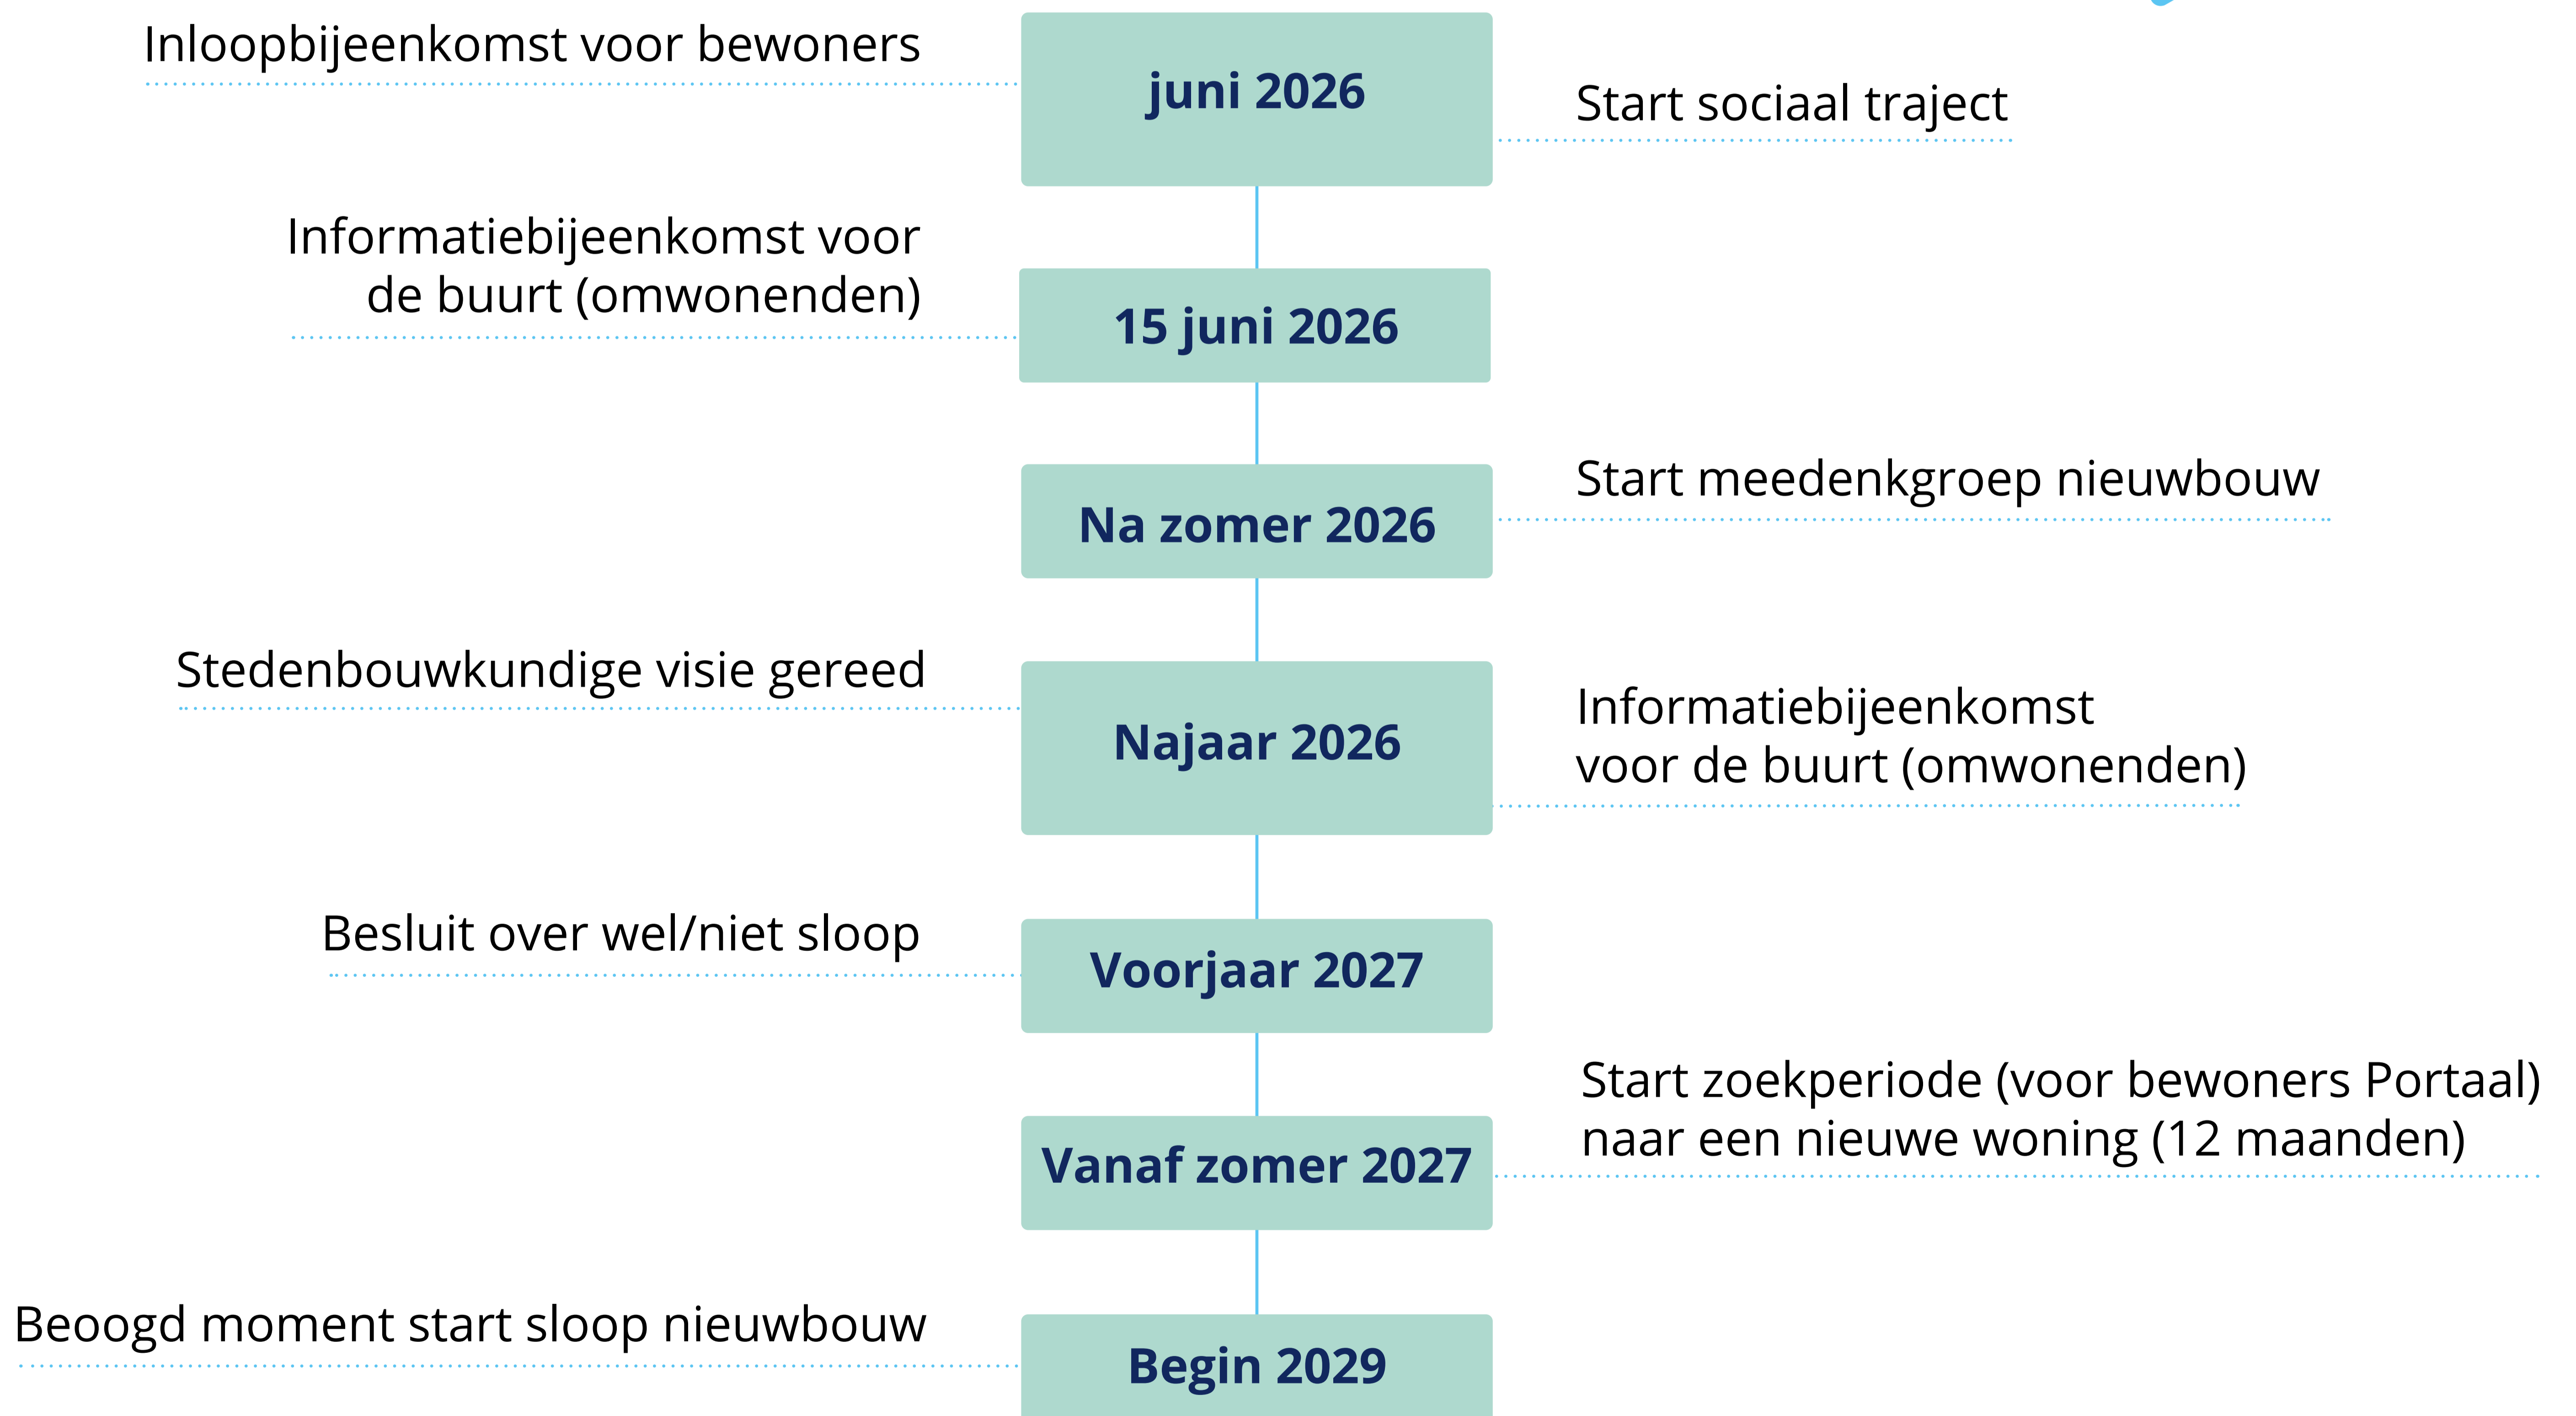 Inloopbijeenkomst voor bewoners
juni 2026
Start sociaal traject
Informatiebijeenkomst voor
de buurt (omwonenden)
15 juni 2026
Start meedenkgroep nieuwbouw
Na zomer 2026
Stedenbouwkundige visie gereed
Najaar 2026
Informatiebijeenkomst
voor de buurt (omwonenden)
Besluit over wel/niet sloop
Voorjaar 2027
Start zoekperiode (voor bewoners Portaal)
naar een nieuwe woning (12 maanden)
Vanaf zomer 2027
Beoogd moment start sloop nieuwbouw
Begin 2029